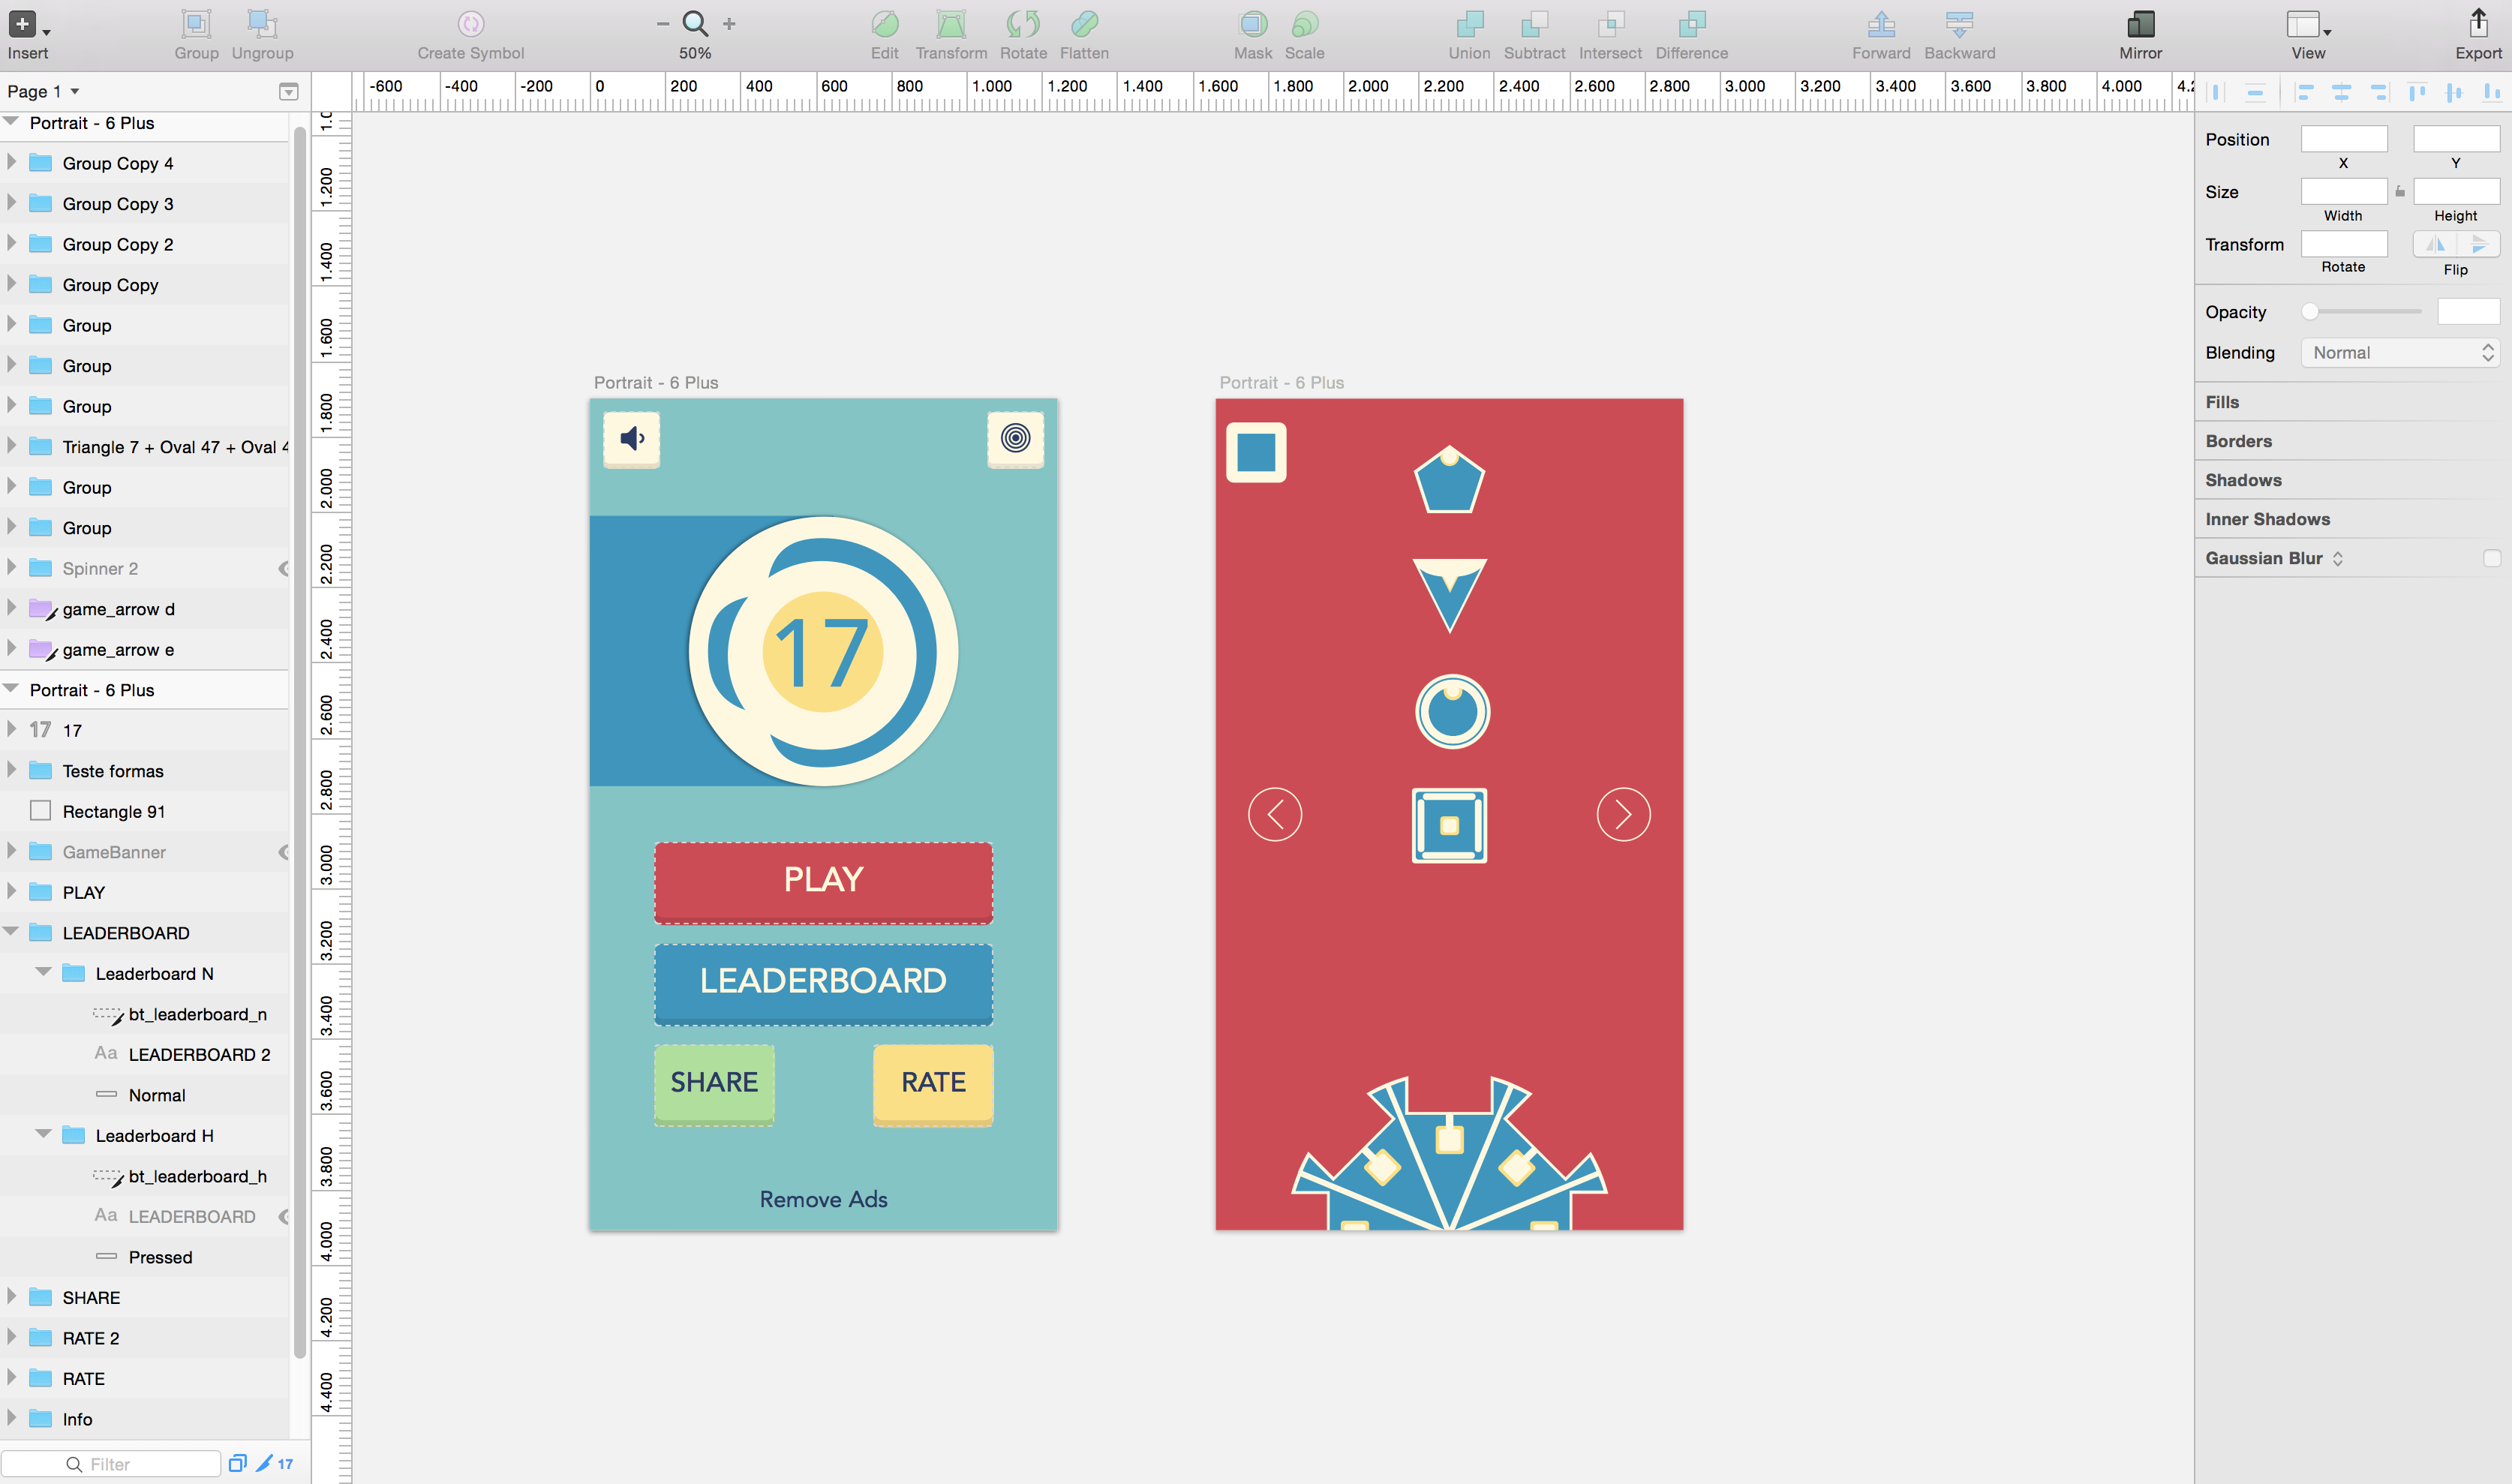 Insert
Group
Ungroup
Create Symbol
50%
Edit
Transform
Rotate
Flatten
Mask
Scale
Union
Subtract
Intersect
Difference
Forward
Backward
Mirror
View
Export
Page 1
-600 -400 -200 0 200 400 600 800 1.000 1.200 1.400 1.600 1.800 2.000 2.200 2.400 2.600 2.800 3.000 3.200 3.400 3.600 3.800 4.000
Portrait - 6 Plus
Group Copy 4
Group Copy 3
Group Copy 2
Group Copy
Group
Group
Group
Triangle 7 + Oval 47 + Oval 4
Group
Group
Spinner 2
game_arrow d
game_arrow e
Portrait - 6 Plus
17 17
Teste formas
Rectangle 91
GameBanner
PLAY
LEADERBOARD
Leaderboard N
bt_leaderboard_n
Aa LEADERBOARD 2
Normal
Leaderboard H
bt_leaderboard_h
Aa LEADERBOARD
Pressed
SHARE
RATE 2
RATE
Info
Filter
17
1.200
1.400
1.600
1.800
2.000
2.200
2.400
2.600
2.800
3.000
3.200
3.400
3.600
3.800
4.000
4.200
4.400
Portrait - 6 Plus
17
PLAY
LEADERBOARD
SHARE
RATE
Remove Ads
Portrait - 6 Plus
Position
X
Y
Size
Width
Height
Transform
Rotate
Flip
Opacity
Blending
Normal
Fills
Borders
Shadows
Inner Shadows
Gaussian Blur